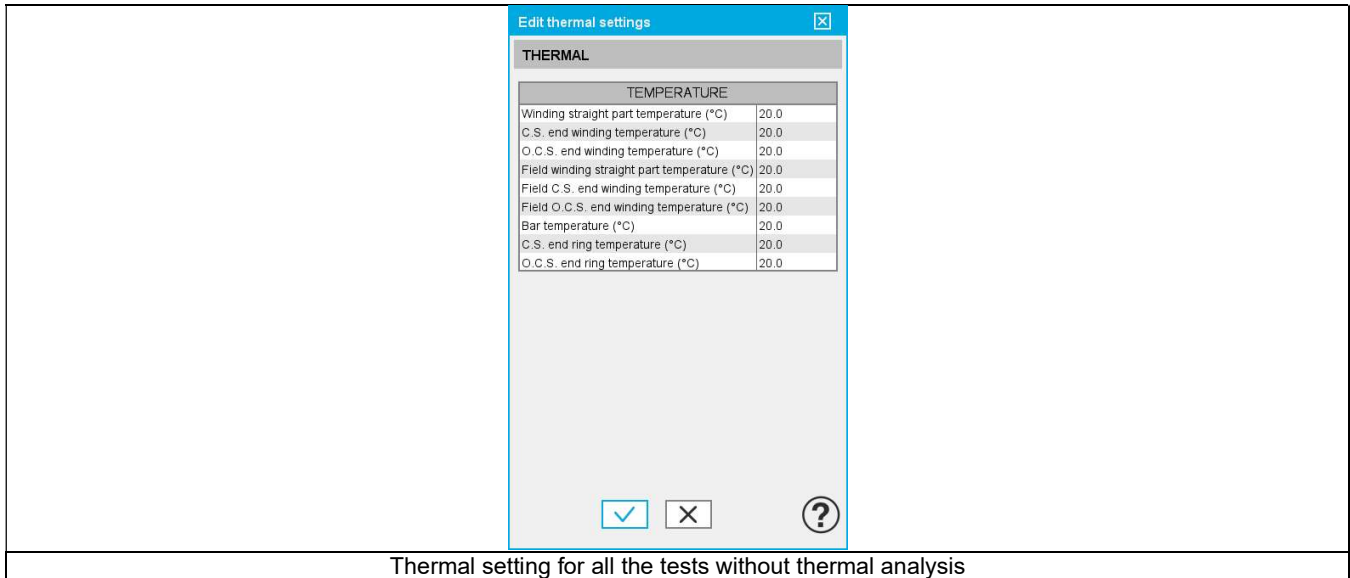 Edit thermal settings
THERMAL
TEMPERATURE
Winding straight part temperature (°C) 20.0
C.S. end winding temperature (°C) 20.0
O.C.S. end winding temperature (°C) 20.0
Field winding straight part temperature (°C) 20.0
Field C.S. end winding temperature (°C) 20.0
Field O.C.S. end winding temperature (°C) 20.0
Bar temperature (°C) 20.0
C.S. end ring temperature (°C) 20.0
O.C.S. end ring temperature (°C) 20.0
?
Thermal setting for all the tests without thermal analysis